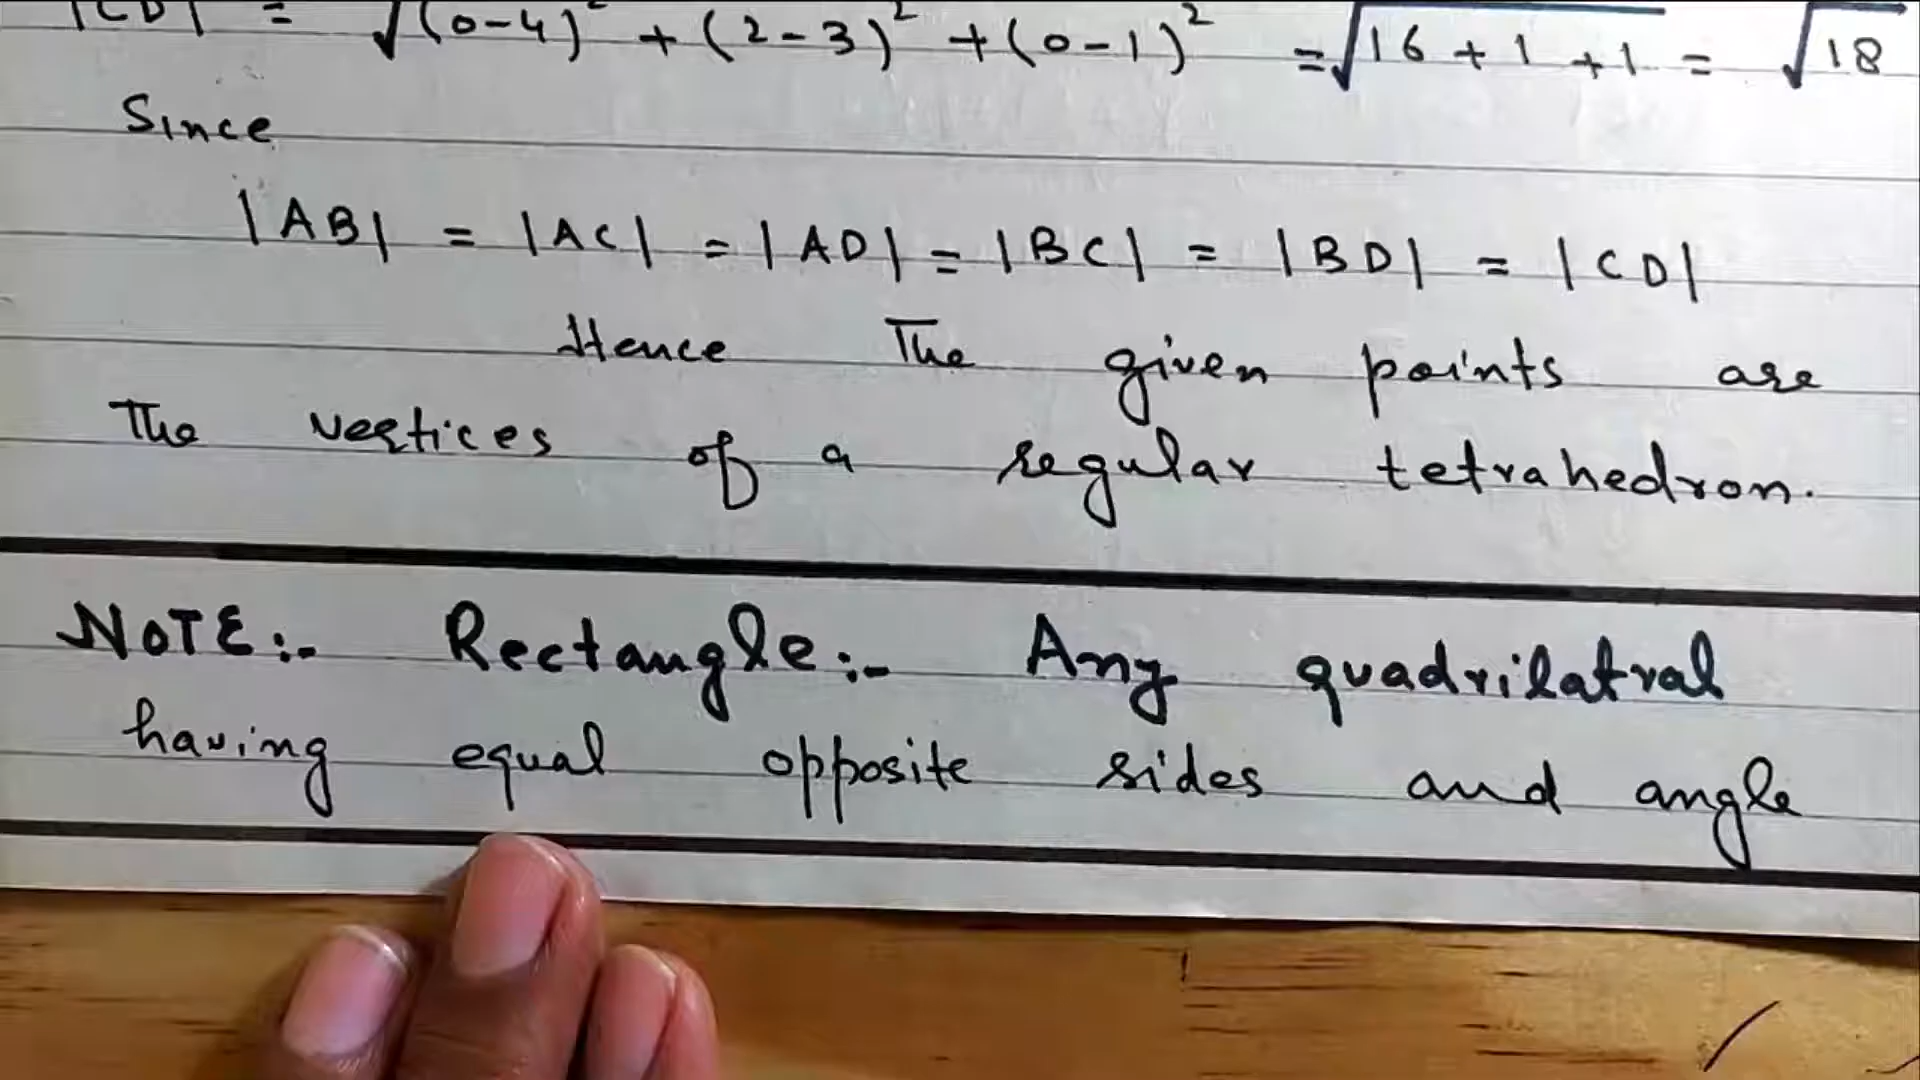 |CD| = √(0-4)² + (2-3)² + (0-1)² = √16 + 1 + 1 = √18
Since
|AB| = |AC| = |AD| = |BC| = |BD| = |CD|
Hence The given points are
The vertices of a regular tetrahedron.
NOTE:- Rectangle:- Any quadrilatral
having equal opposite sides and angle